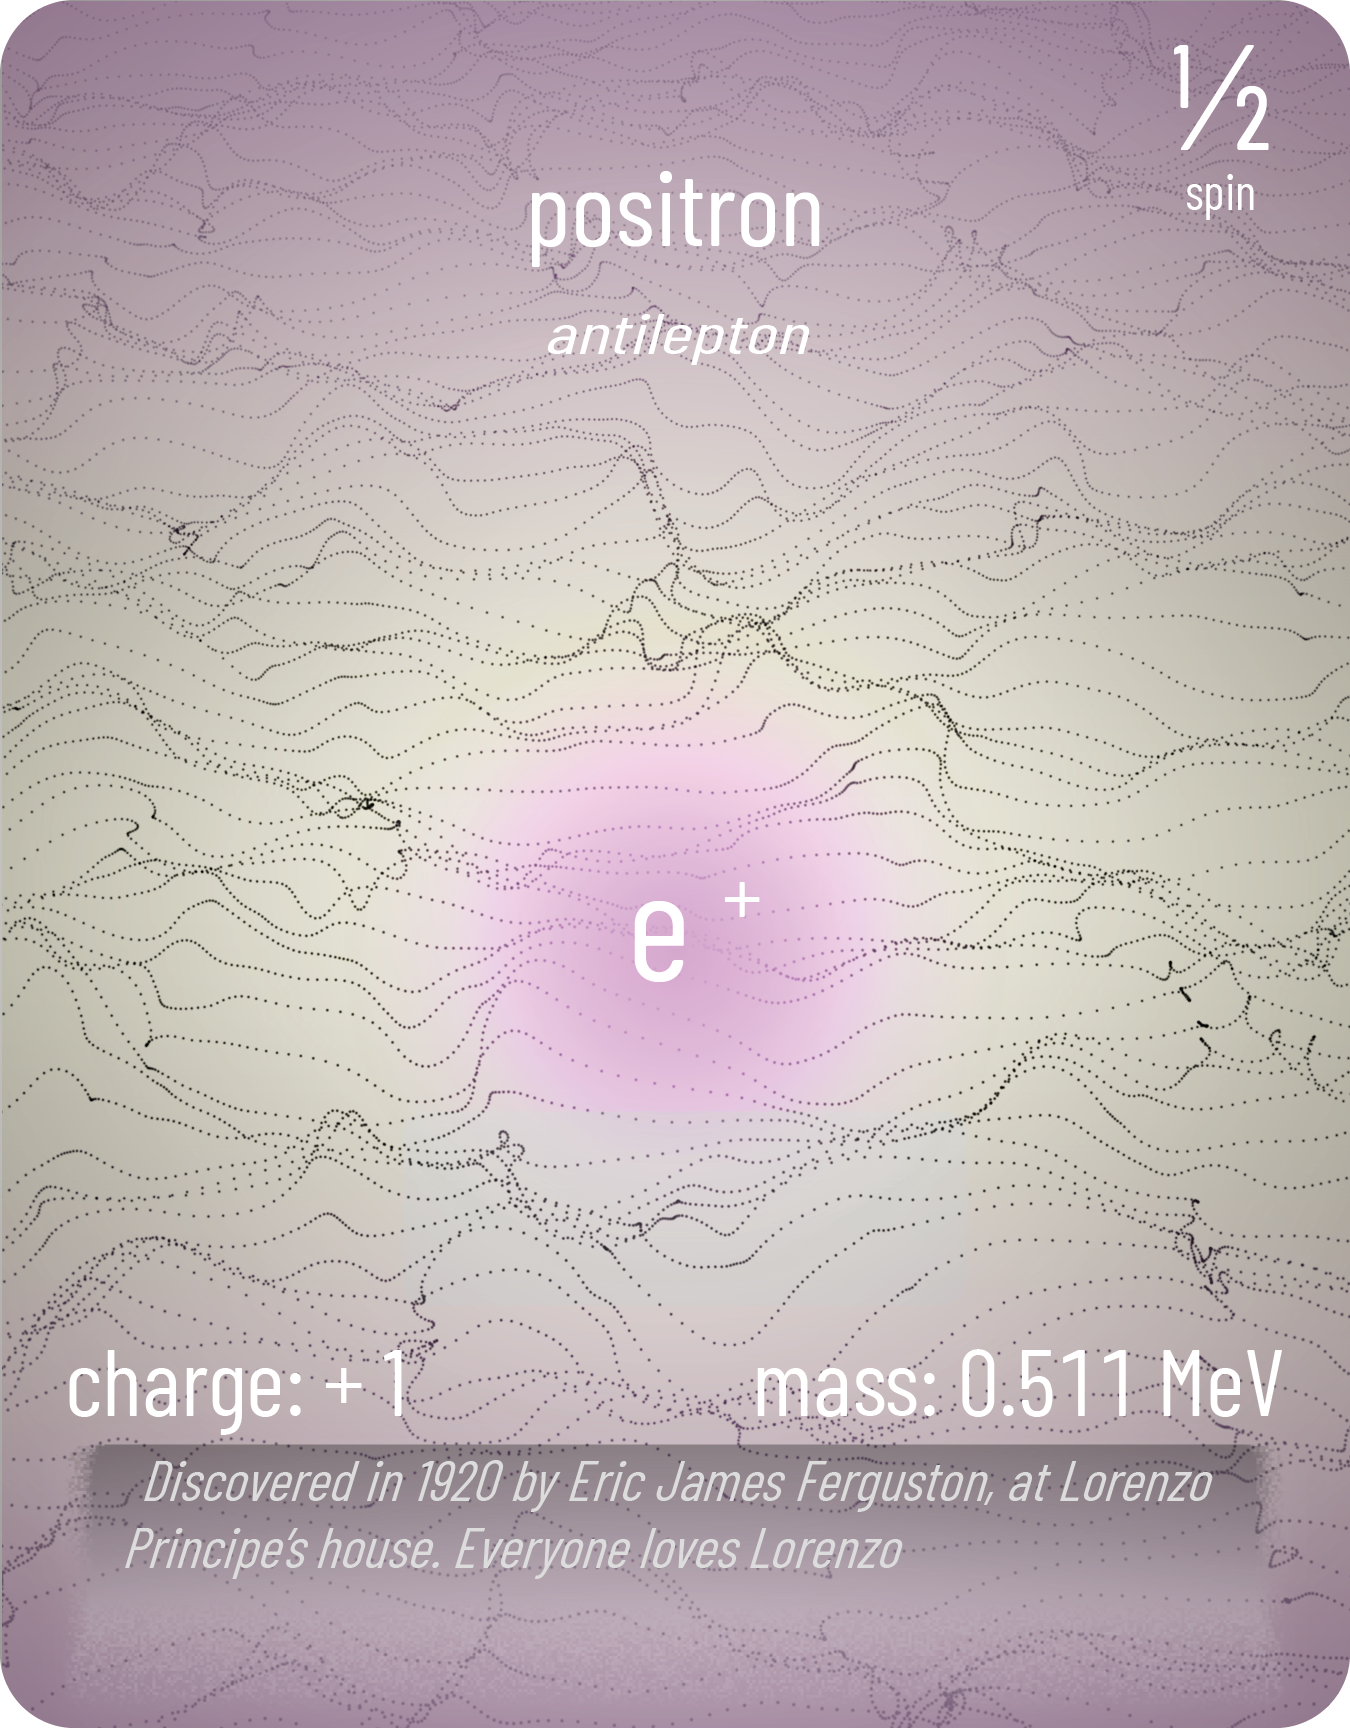 ½
spin
positron
antilepton
e⁺
charge: +1 mass: 0.511 MeV
Discovered in 1920 by Eric James Ferguston, at Lorenzo
Principe's house. Everyone loves Lorenzo